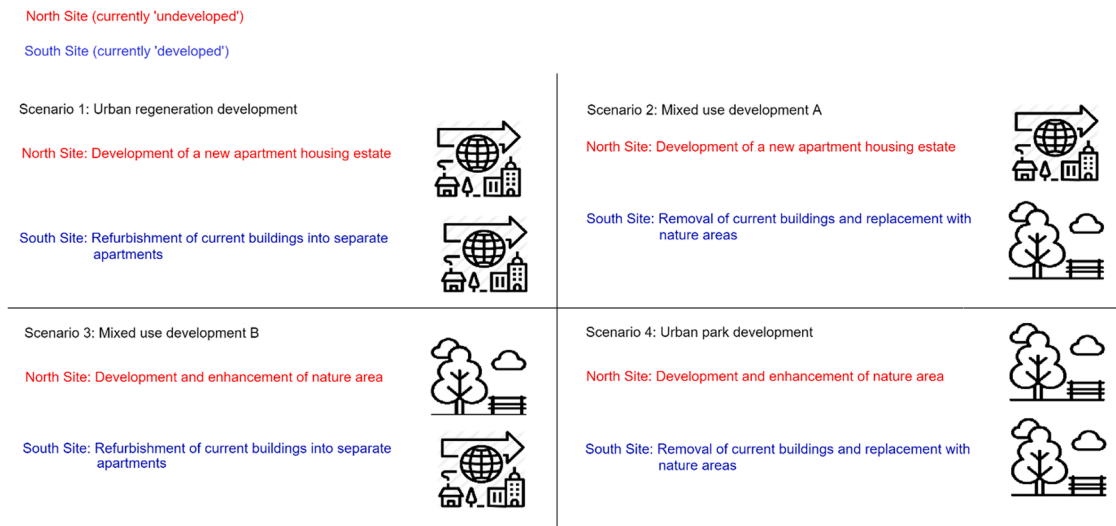 North Site (currently 'undeveloped')
South Site (currently 'developed')
Scenario 1: Urban regeneration development
North Site: Development of a new apartment housing estate
South Site: Refurbishment of current buildings into separate
apartments
Scenario 2: Mixed use development A
North Site: Development of a new apartment housing estate
South Site: Removal of current buildings and replacement with
nature areas
Scenario 3: Mixed use development B
North Site: Development and enhancement of nature area
South Site: Refurbishment of current buildings into separate
apartments
Scenario 4: Urban park development
North Site: Development and enhancement of nature area
South Site: Removal of current buildings and replacement with
nature areas